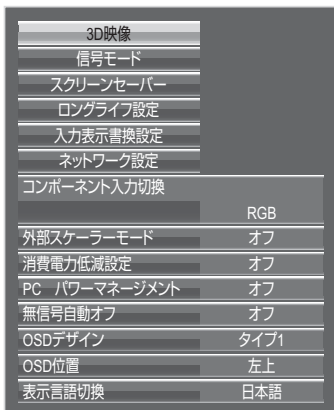 3D映像
信号モード
スクリーンセーバー
ロングライフ設定
入力表示書換設定
ネットワーク設定
コンポーネント入力切換
RGB
外部スケーラーモード オフ
消費電力低減設定 オフ
PC パワーマネージメント オフ
無信号自動オフ オフ
OSDデザイン タイプ1
OSD位置 左上
表示言語切換 日本語